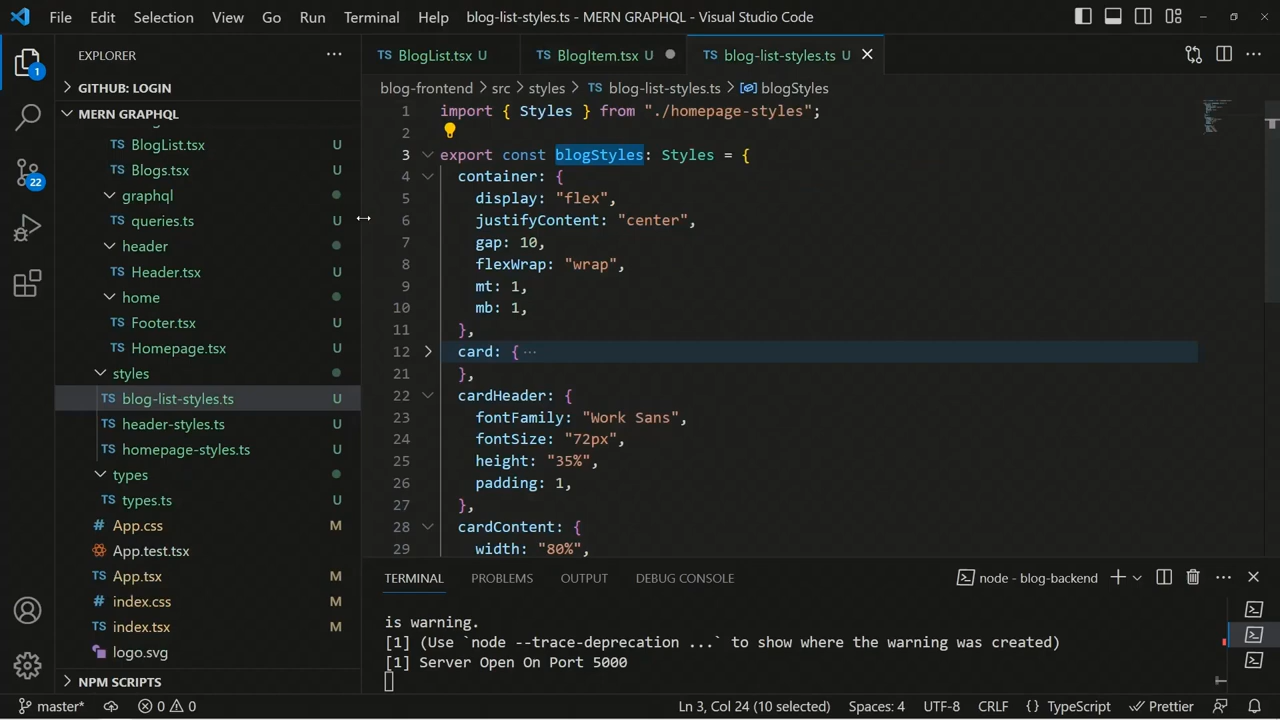 File Edit Selection View Go Run Terminal Help blog-list-styles.ts - MERN GRAPHQL - Visual Studio Code
EXPLORER ···
1
GITHUB: LOGIN
MERN GRAPHQL
TS BlogList.tsx U
TS Blogs.tsx U
graphql
TS queries.ts U
header
TS Header.tsx U
home
TS Footer.tsx U
TS Homepage.tsx U
styles
TS blog-list-styles.ts U
TS header-styles.ts U
TS homepage-styles.ts U
types
TS types.ts U
# App.css M
App.test.tsx
TS App.tsx M
# index.css M
TS index.tsx M
logo.svg
NPM SCRIPTS
22
TS BlogList.tsx U
TS BlogItem.tsx U
TS blog-list-styles.ts U
blog-frontend > src > styles > TS blog-list-styles.ts > blogStyles
1 import { Styles } from "./homepage-styles";
2
3 export const blogStyles: Styles = {
4 container: {
5 display: "flex",
6 justifyContent: "center",
7 gap: 10,
8 flexWrap: "wrap",
9 mt: 1,
10 mb: 1,
11 },
12 card: { ···
21 },
22 cardHeader: {
23 fontFamily: "Work Sans",
24 fontSize: "72px",
25 height: "35%",
26 padding: 1,
27 },
28 cardContent: {
29 width: "80%",
TERMINAL PROBLEMS OUTPUT DEBUG CONSOLE node - blog-backend
is warning.
[1] (Use `node --trace-deprecation ...` to show where the warning was created)
[1] Server Open On Port 5000
master* 0 0 Ln 3, Col 24 (10 selected) Spaces: 4 UTF-8 CRLF { } TypeScript Prettier